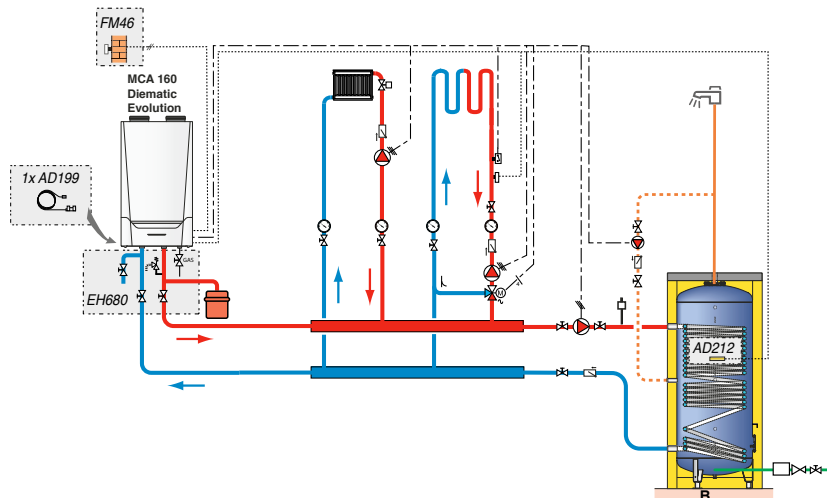 FM46
MCA 160
Diematic
Evolution
1x AD199
GAS
EH680
M
AD212
B